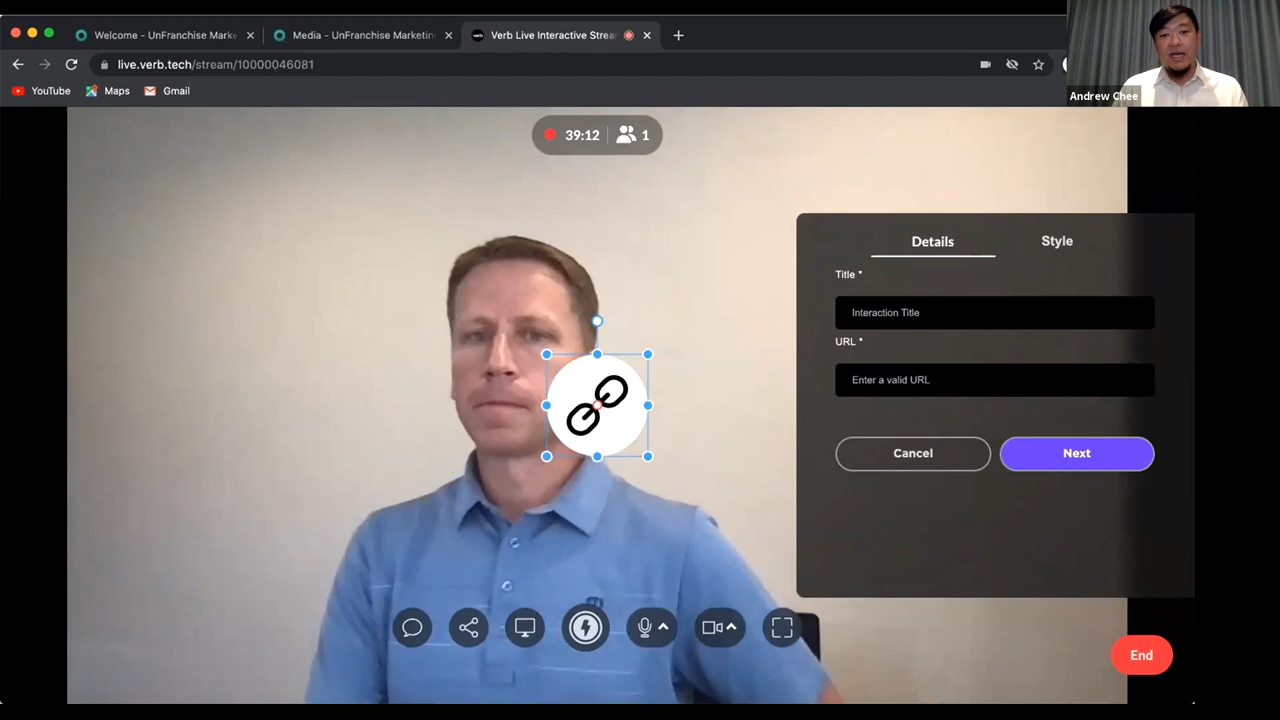 Welcome - UnFranchise Marke
Media - UnFranchise Marketin
Verb Live Interactive Strea
live.verb.tech/stream/10000046081
YouTube
Maps
Gmail
Andrew Chee
39:12
1
Details
Style
Title *
Interaction Title
URL *
Enter a valid URL
Cancel
Next
End